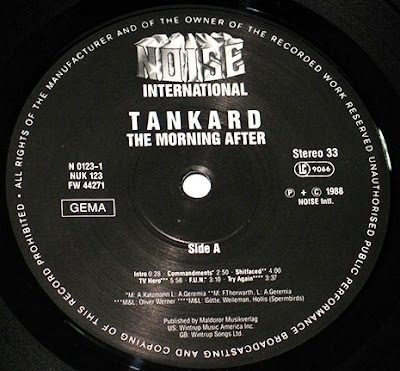 ALL RIGHTS OF THE MANUFACTURER AND OF THE OWNER OF THE RECORDED WORK RESERVED UNAUTHORISED PUBLIC PERFORMANCE BROADCASTING AND COPYING OF THIS RECORD PROHIBITED •
NOISE
INTERNATIONAL
TANKARD
THE MORNING AFTER
N 0123-1
NUK 123
FW 44271
GEMA
Stereo 33
LC 9066
P + C 1988
NOISE Intl.
Side A
Intro 0:28 - Commandments* 2:50 - Shitfaced** 4:00
TV Hero*** 5:58 - F.U.N.* 3:10 - Try Again**** 3:37
*M: A.Katzmann L: A.Geremia **M: F.Thorwarth, L: A.Geremia
***M&L: Oliver Werner ****M&L: Götte, Weileman, Hollis (Spermbirds)
Published by Maldoror Musikverlag
US: Wintrup Music America Inc.
GB: Wintrup Songs Ltd.